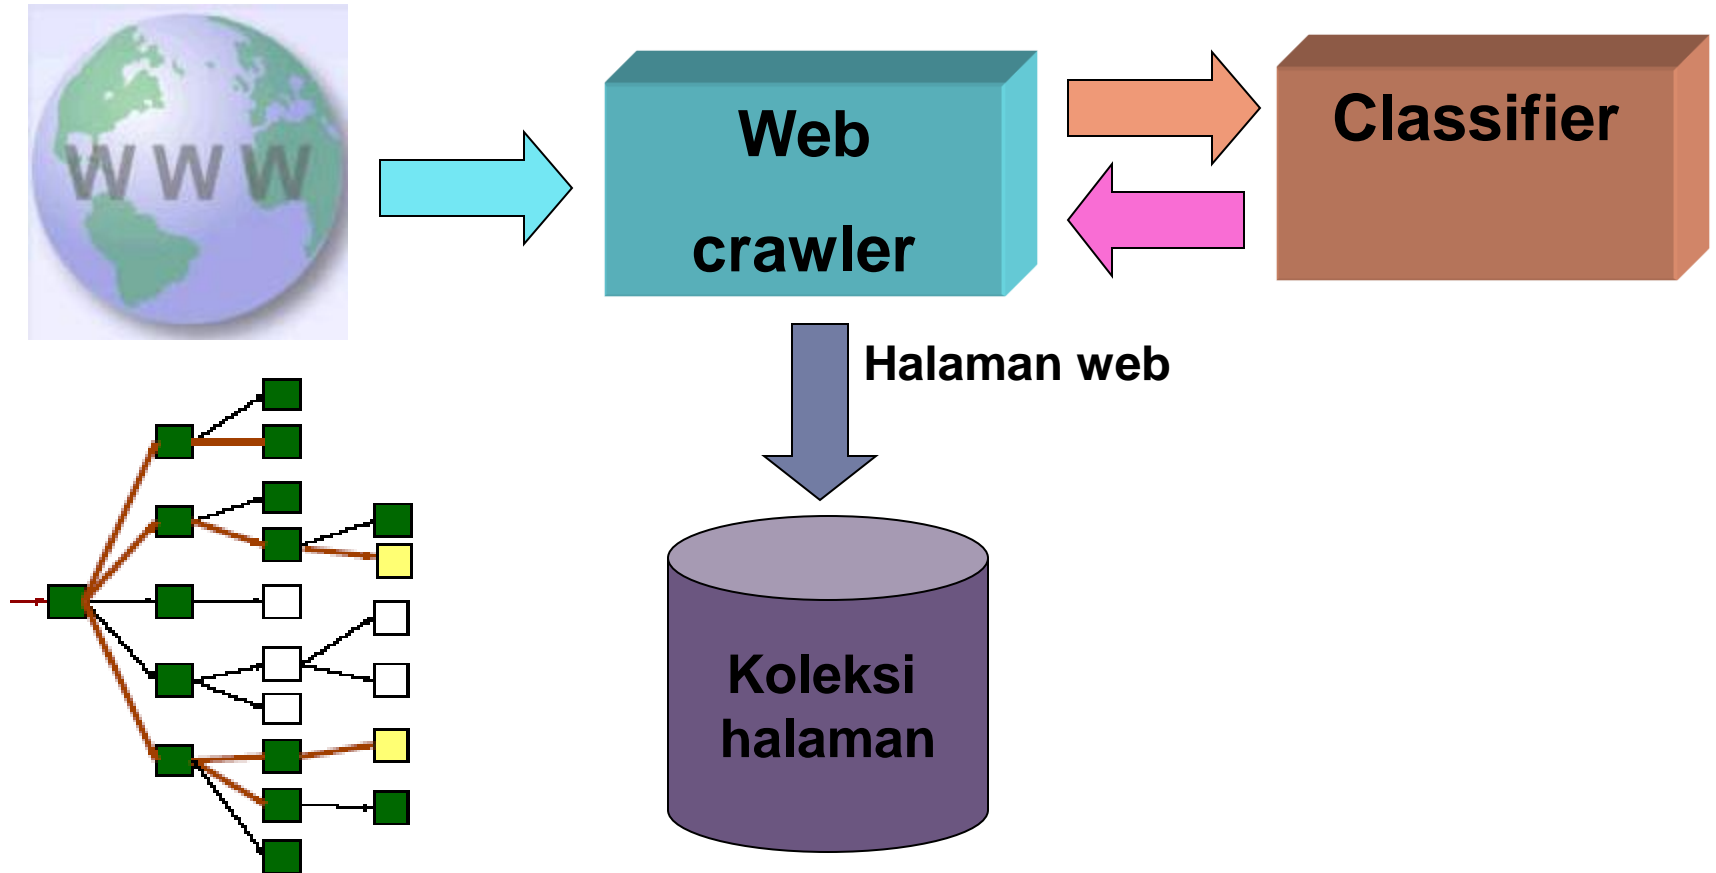 WWW
Web
crawler
Classifier
Halaman web
Koleksi
halaman